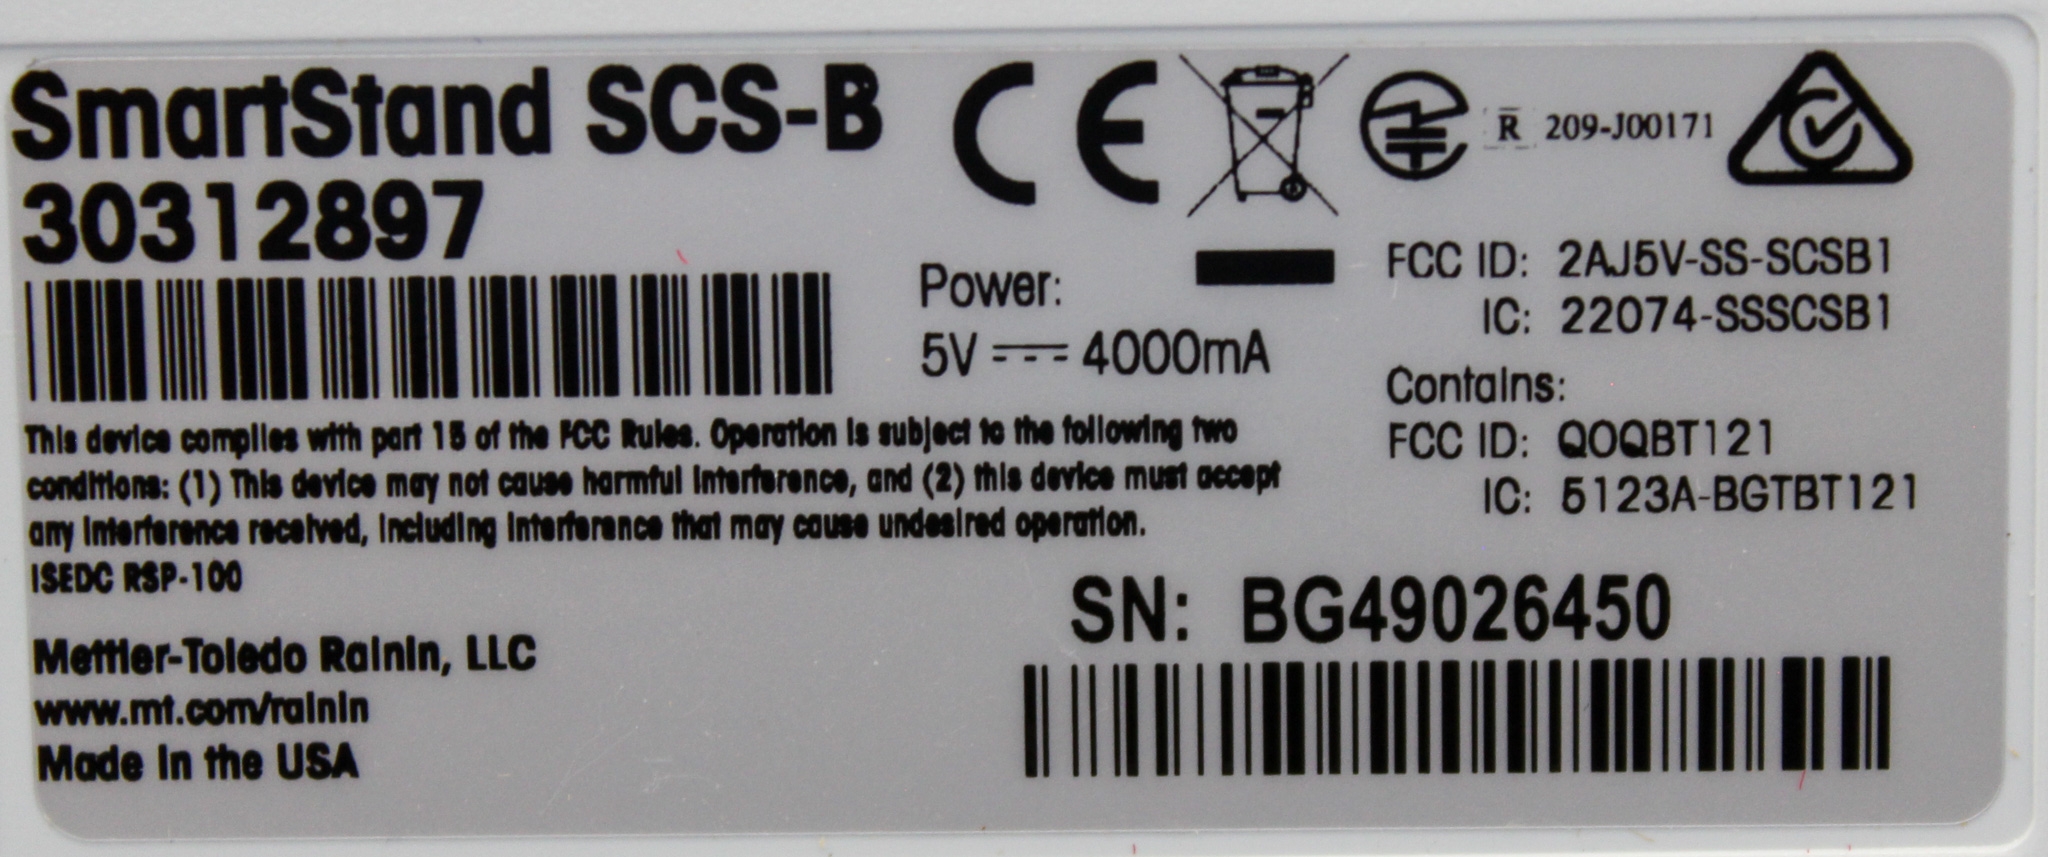 SmartStand SCS-B
30312897
CE
R 209-J00171
Power:
5V 4000mA
FCC ID: 2AJ5V-SS-SCSB1
IC: 22074-SSSCSB1
Contains:
FCC ID: QOQBT121
IC: 5123A-BGTBT121
This device complies with part 15 of the FCC Rules. Operation is subject to the following two
conditions: (1) This device may not cause harmful interference, and (2) this device must accept
any interference received, including interference that may cause undesired operation.
ISEDC RSP-100
Mettler-Toledo Rainin, LLC
www.mt.com/rainin
Made in the USA
SN: BG49026450